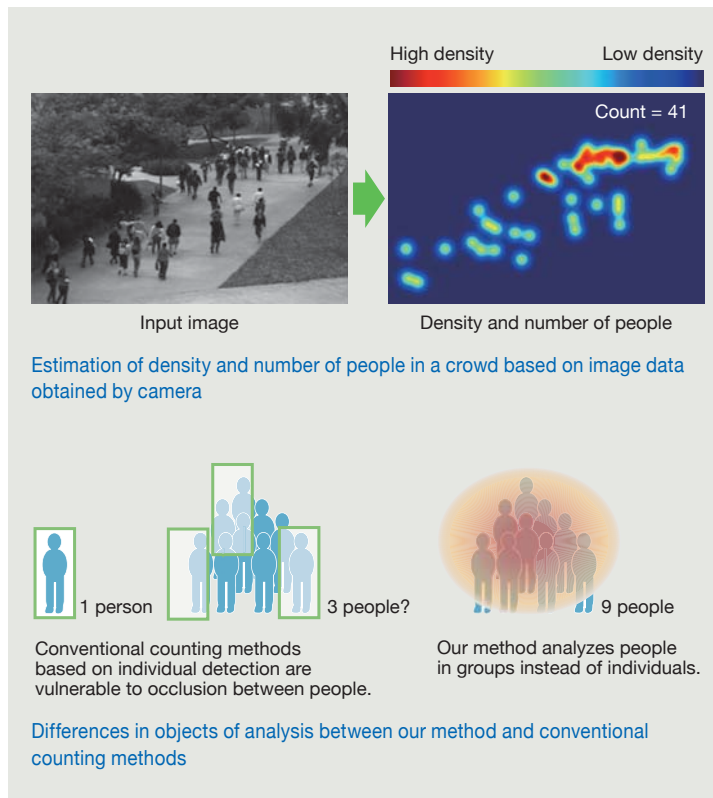 High density Low density
Count = 41
Input image
Density and number of people
Estimation of density and number of people in a crowd based on image data
obtained by camera
1 person
3 people?
9 people
Conventional counting methods
based on individual detection are
vulnerable to occlusion between people.
Our method analyzes people
in groups instead of individuals.
Differences in objects of analysis between our method and conventional
counting methods